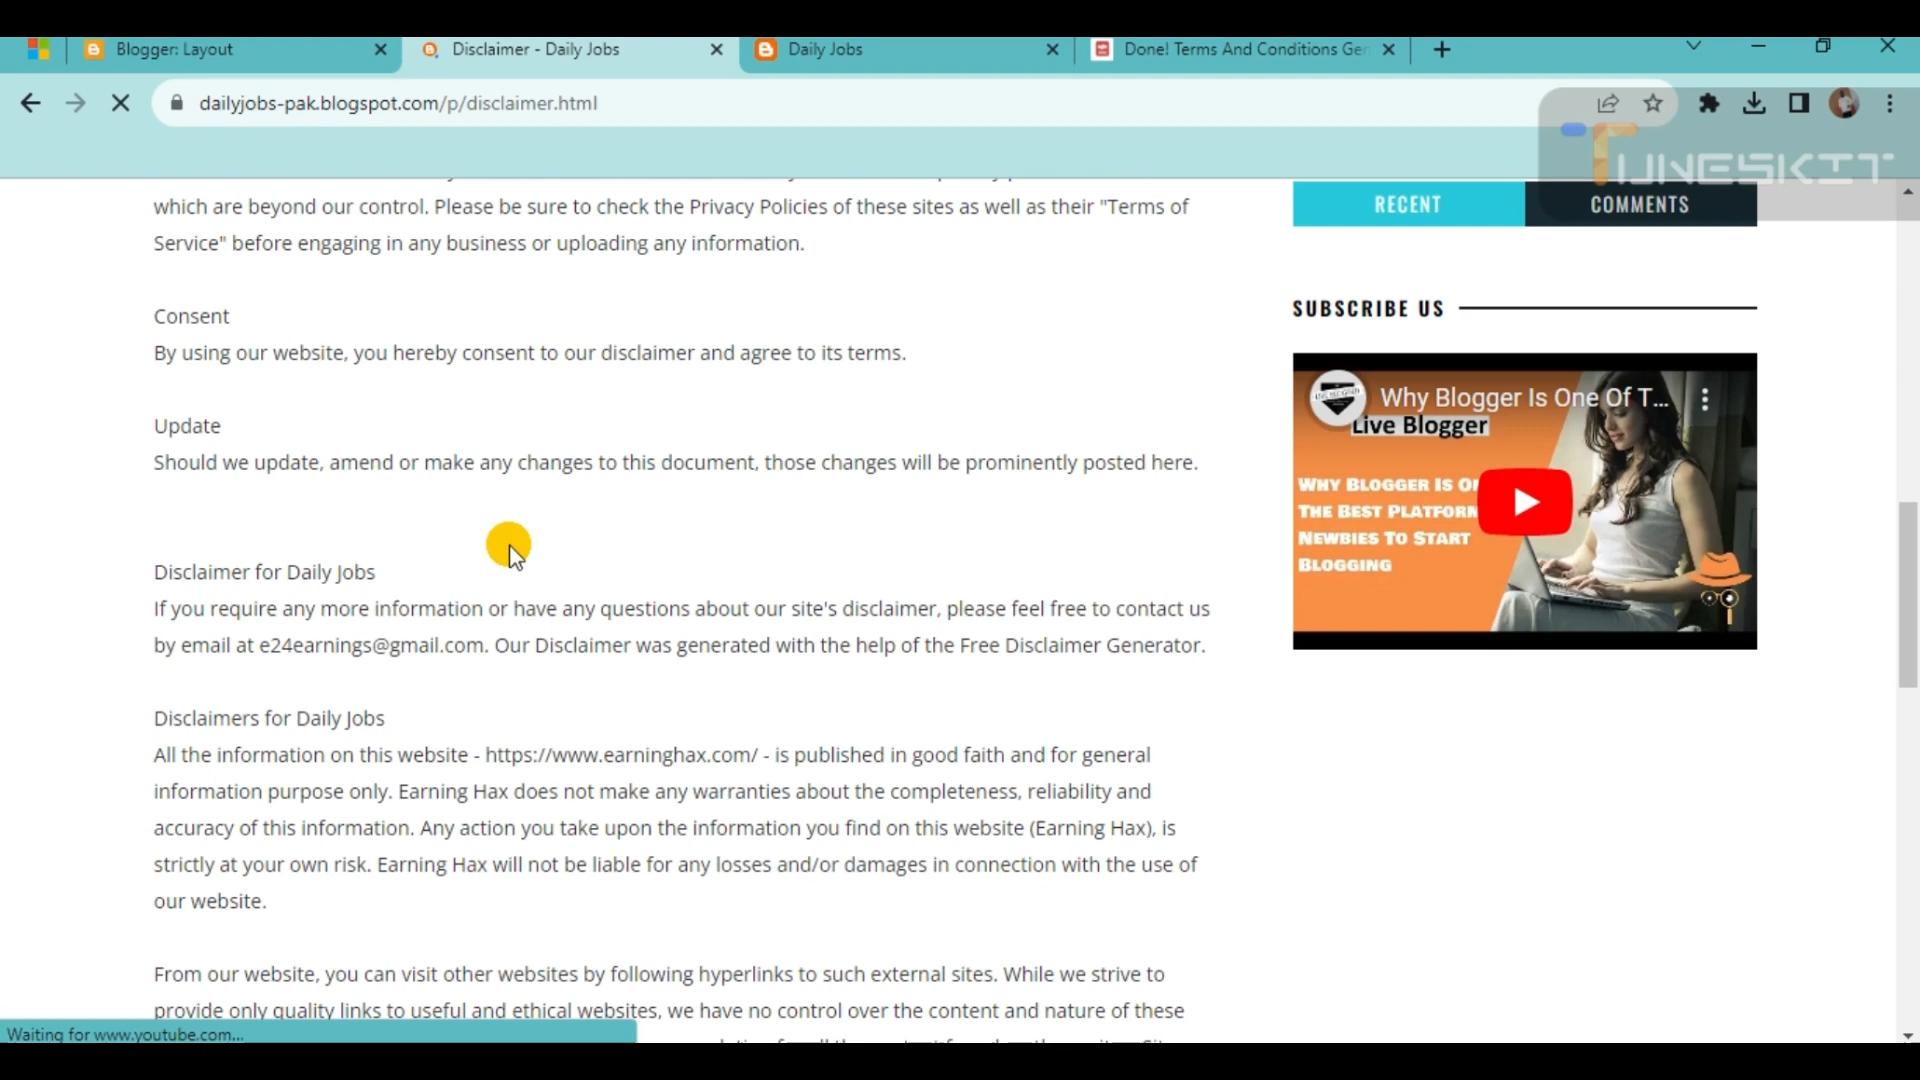 Blogger: Layout
Disclaimer - Daily Jobs
Daily Jobs
Done! Terms And Conditions Ger
dailyjobs-pak.blogspot.com/p/disclaimer.html
TUNESKIT
which are beyond our control. Please be sure to check the Privacy Policies of these sites as well as their "Terms of
Service" before engaging in any business or uploading any information.
Consent
By using our website, you hereby consent to our disclaimer and agree to its terms.
Update
Should we update, amend or make any changes to this document, those changes will be prominently posted here.
Disclaimer for Daily Jobs
If you require any more information or have any questions about our site's disclaimer, please feel free to contact us
by email at e24earnings@gmail.com. Our Disclaimer was generated with the help of the Free Disclaimer Generator.
Disclaimers for Daily Jobs
All the information on this website - https://www.earninghax.com/ - is published in good faith and for general
information purpose only. Earning Hax does not make any warranties about the completeness, reliability and
accuracy of this information. Any action you take upon the information you find on this website (Earning Hax), is
strictly at your own risk. Earning Hax will not be liable for any losses and/or damages in connection with the use of
our website.
From our website, you can visit other websites by following hyperlinks to such external sites. While we strive to
provide only quality links to useful and ethical websites, we have no control over the content and nature of these
RECENT
COMMENTS
SUBSCRIBE US
Why Blogger Is One Of T...
Live Blogger
WHY BLOGGER IS
THE BEST PLATFORM
NEWBIES TO START
BLOGGING
Waiting for www.youtube.com...